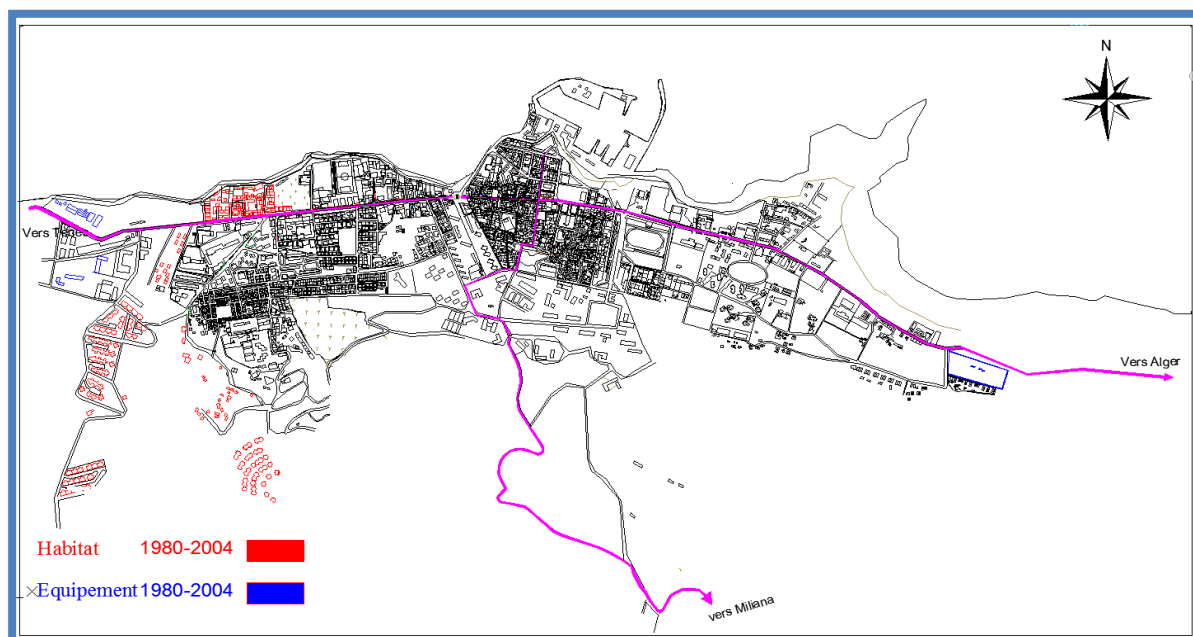 N
Vers
Vers Alger
Habitat 1980-2004
Equipement 1980-2004
vers Miliana